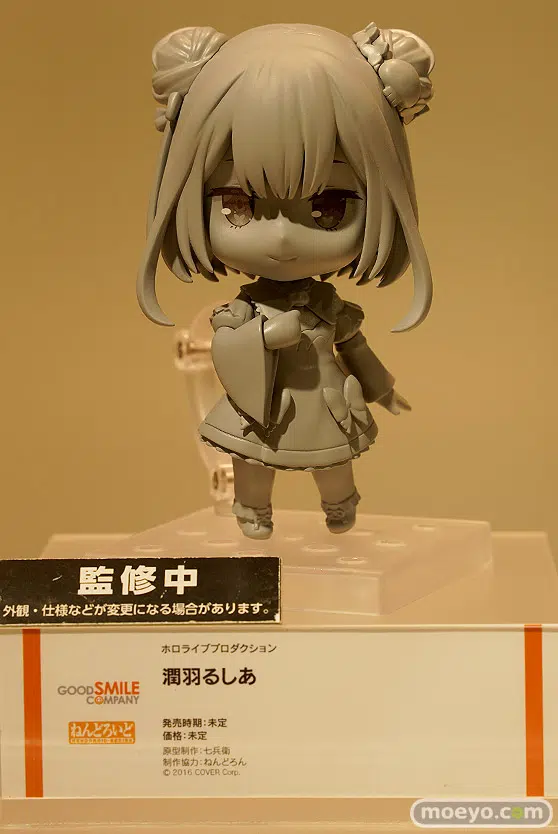 監修中
外観・仕様などが変更になる場合があります。
ホロライブプロダクション
潤羽るしあ
GOOD SMILE
COMPANY
ねんどろいど
NENDOROID SERIES
発売時期:未定
価格:未定
原型制作:七兵衛
制作協力:ねんどろん
© 2016 COVER Corp.
moeyo.com